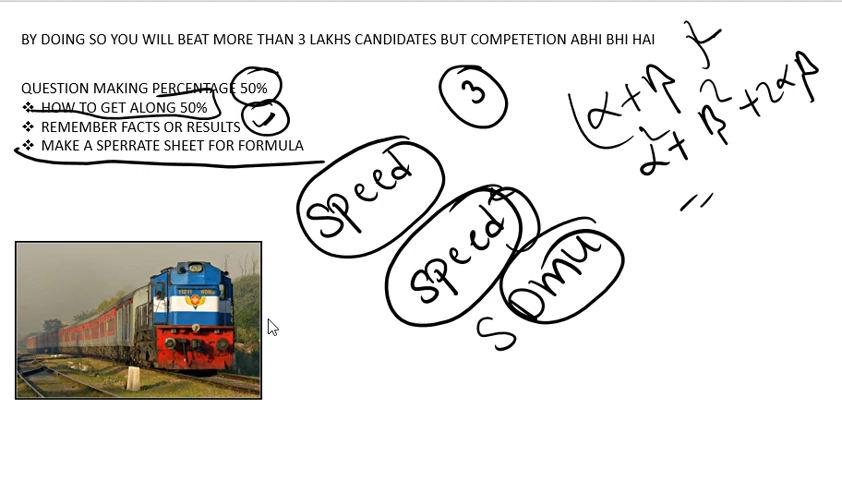 BY DOING SO YOU WILL BEAT MORE THAN 3 LAKHS CANDIDATES BUT COMPETETION ABHI BHI HAI
QUESTION MAKING PERCENTAGE 50%
❖ HOW TO GET ALONG 50%
❖ REMEMBER FACTS OR RESULTS
❖ MAKE A SPERRATE SHEET FOR FORMULA
3
(α+β)²
α²+β²+2αβ
=
Speed
Speed
S DMU